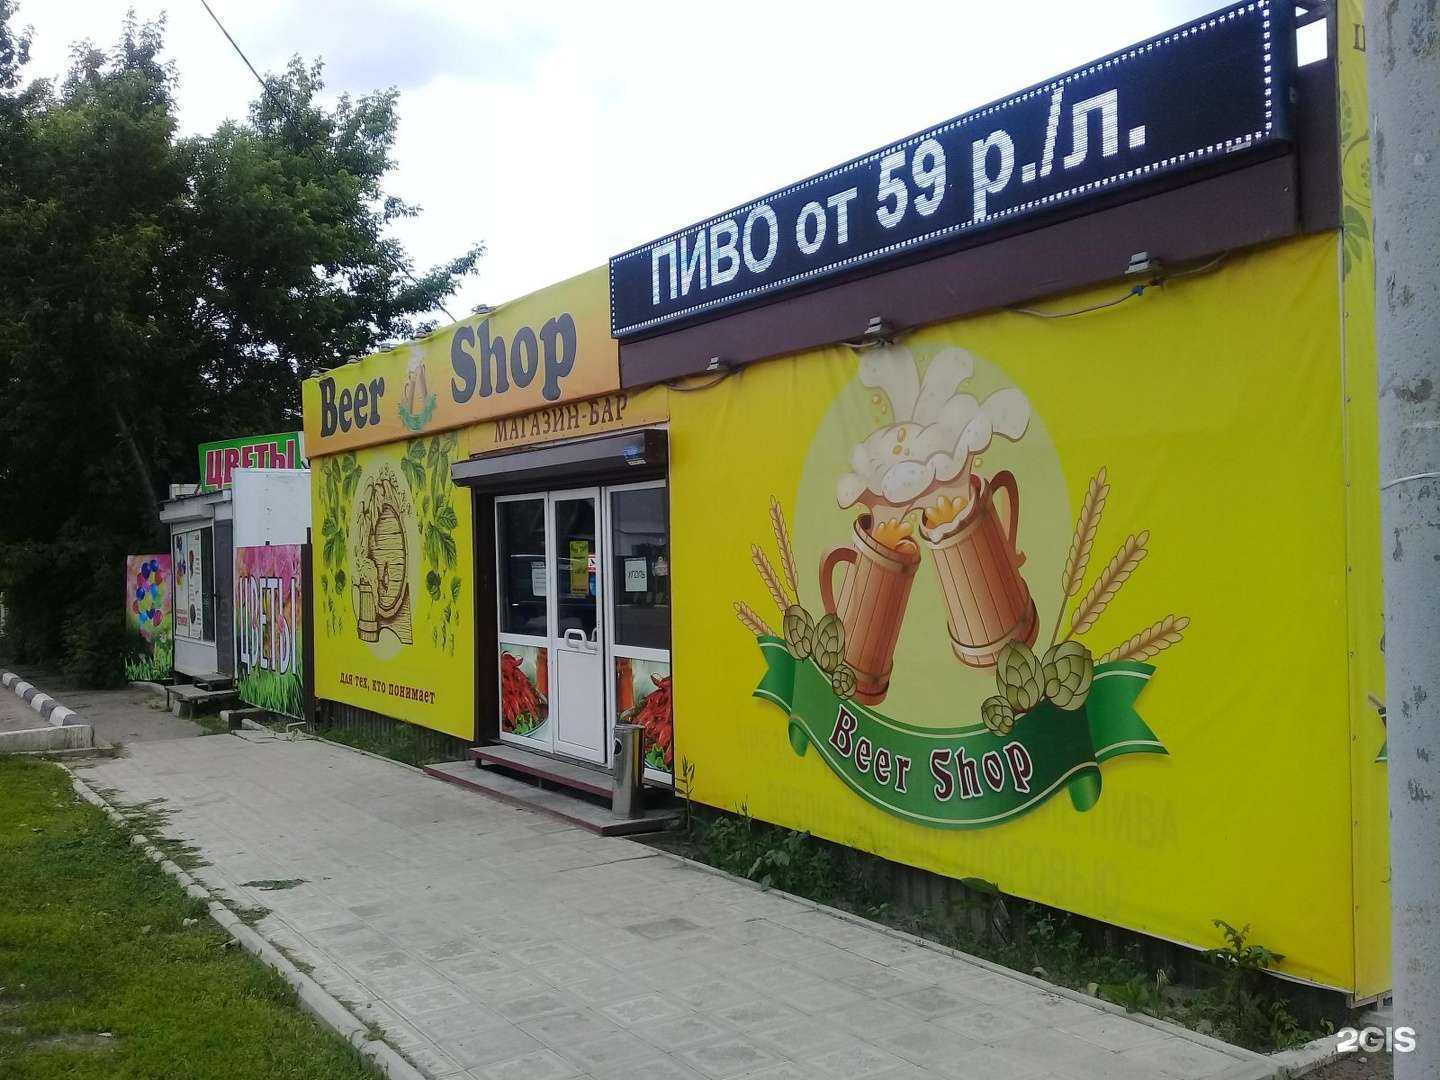 ПИВО от 59 р./л.
Beer Shop
МАГАЗИН-БАР
ЦВЕТЫ
ЦВЕТЫ
для тех, кто понимает
УГОЛЬ
Beer Shop
2GIS